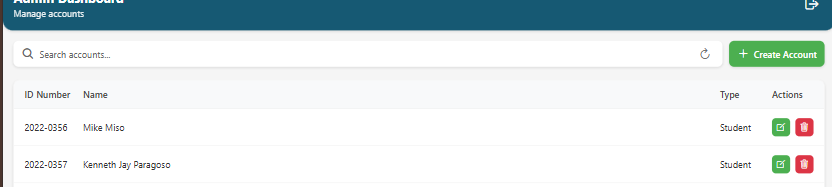 Admin Dashboard
Manage accounts
Search accounts...
Create Account
ID Number Name Type Actions
2022-0356 Mike Miso Student
2022-0357 Kenneth Jay Paragoso Student